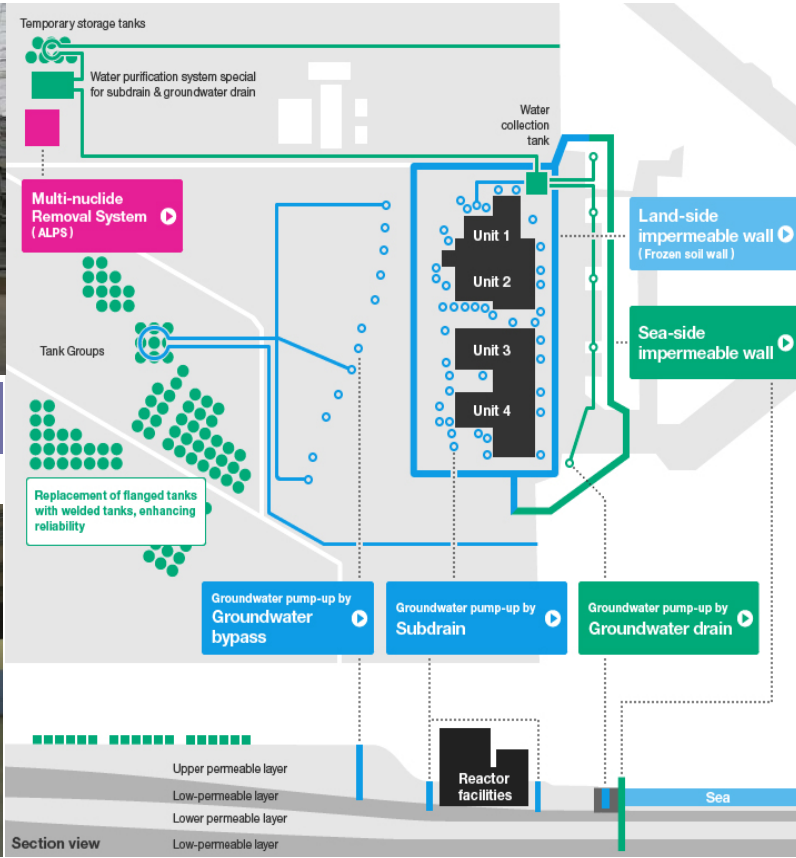 Temporary storage tanks
Water purification system special
for subdrain & groundwater drain
Water
collection
tank
Multi-nuclide
Removal System
( ALPS )
Unit 1
Land-side
impermeable wall
( Frozen soil wall )
Unit 2
Sea-side
impermeable wall
Tank Groups
Unit 3
Unit 4
Replacement of flanged tanks
with welded tanks, enhancing
reliability
Groundwater pump-up by
Groundwater
bypass
Groundwater pump-up by
Subdrain
Groundwater pump-up by
Groundwater drain
Upper permeable layer
Low-permeable layer
Lower permeable layer
Low-permeable layer
Reactor
facilities
Sea
Section view